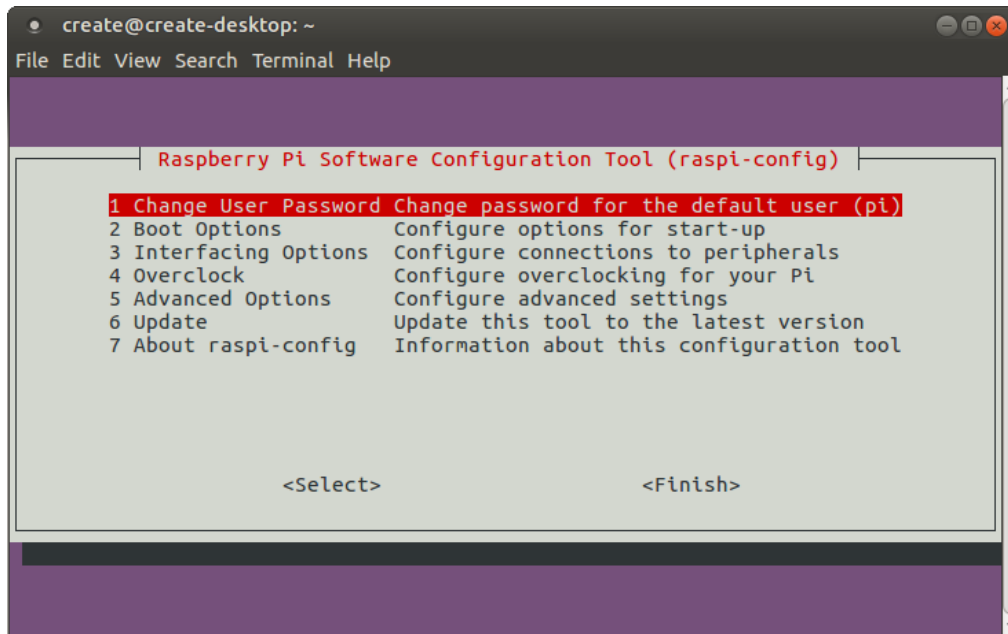 create@create-desktop: ~
File Edit View Search Terminal Help
Raspberry Pi Software Configuration Tool (raspi-config)
1 Change User Password Change password for the default user (pi)
2 Boot Options Configure options for start-up
3 Interfacing Options Configure connections to peripherals
4 Overclock Configure overclocking for your Pi
5 Advanced Options Configure advanced settings
6 Update Update this tool to the latest version
7 About raspi-config Information about this configuration tool
<Select> <Finish>